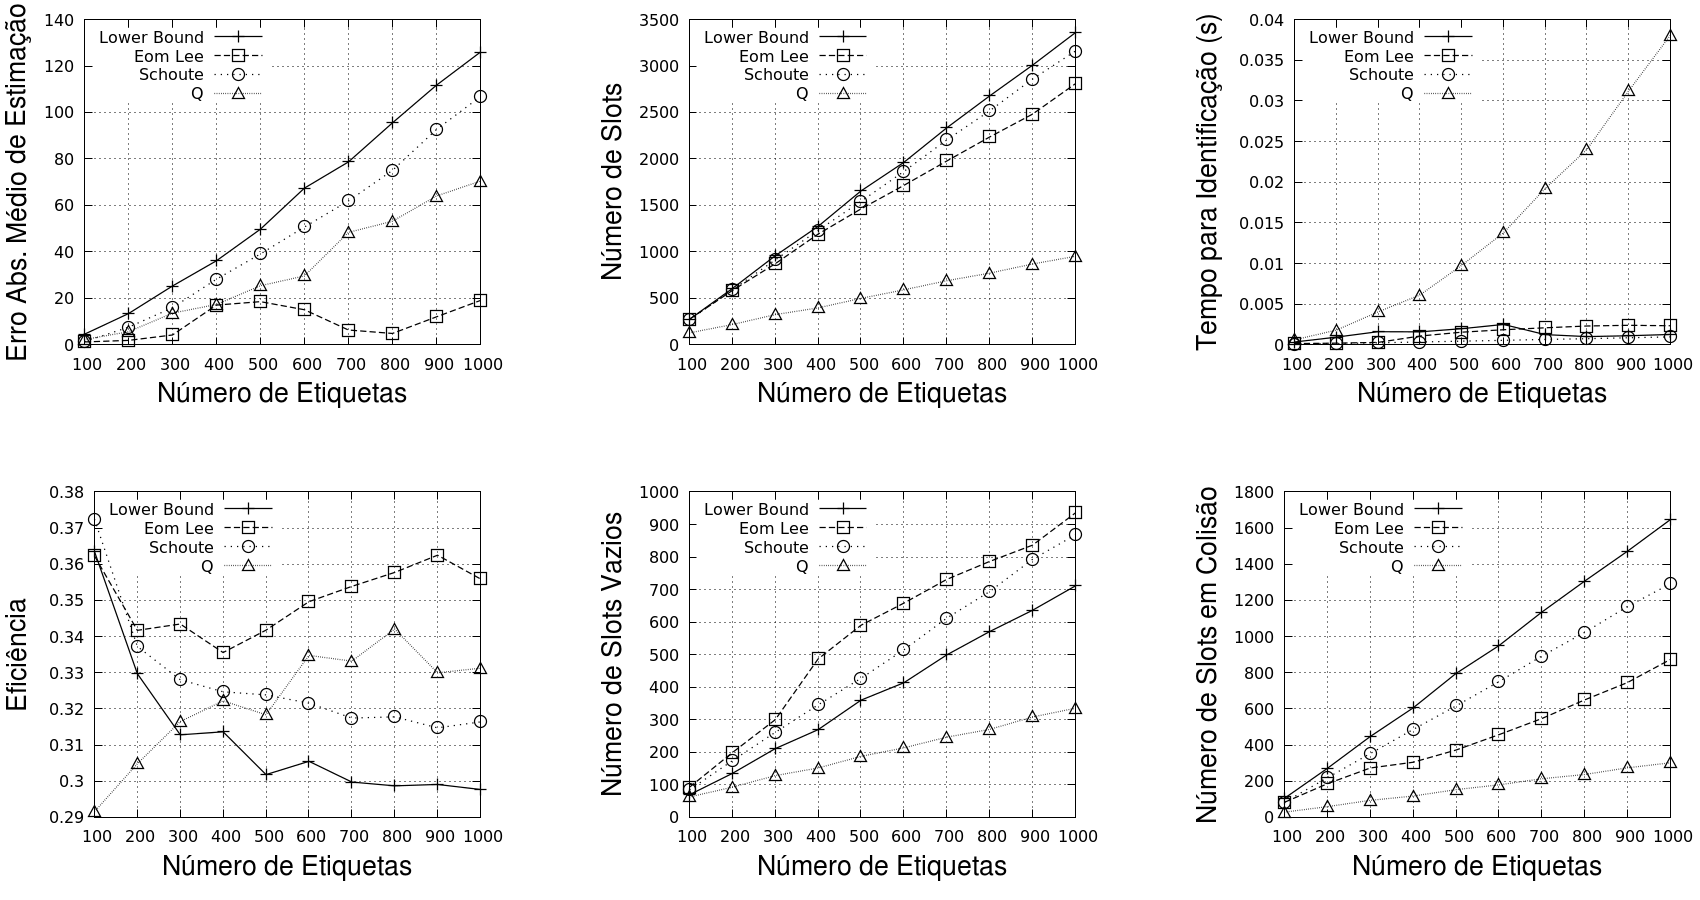 Erro Abs. Médio de Estimação
140
120
100
80
60
40
20
0
Lower Bound
Eom Lee
Schoute
Q
100 200 300 400 500 600 700 800 900 1000
Número de Etiquetas
Número de Slots
3500
3000
2500
2000
1500
1000
500
0
Lower Bound
Eom Lee
Schoute
Q
100 200 300 400 500 600 700 800 900 1000
Número de Etiquetas
Tempo para Identificação (s)
0.04
0.035
0.03
0.025
0.02
0.015
0.01
0.005
0
Lower Bound
Eom Lee
Schoute
Q
100 200 300 400 500 600 700 800 900 1000
Número de Etiquetas
Eficiência
0.38
0.37
0.36
0.35
0.34
0.33
0.32
0.31
0.3
0.29
Lower Bound
Eom Lee
Schoute
Q
100 200 300 400 500 600 700 800 900 1000
Número de Etiquetas
Número de Slots Vazios
1000
900
800
700
600
500
400
300
200
100
0
Lower Bound
Eom Lee
Schoute
Q
100 200 300 400 500 600 700 800 900 1000
Número de Etiquetas
Número de Slots em Colisão
1800
1600
1400
1200
1000
800
600
400
200
0
Lower Bound
Eom Lee
Schoute
Q
100 200 300 400 500 600 700 800 900 1000
Número de Etiquetas